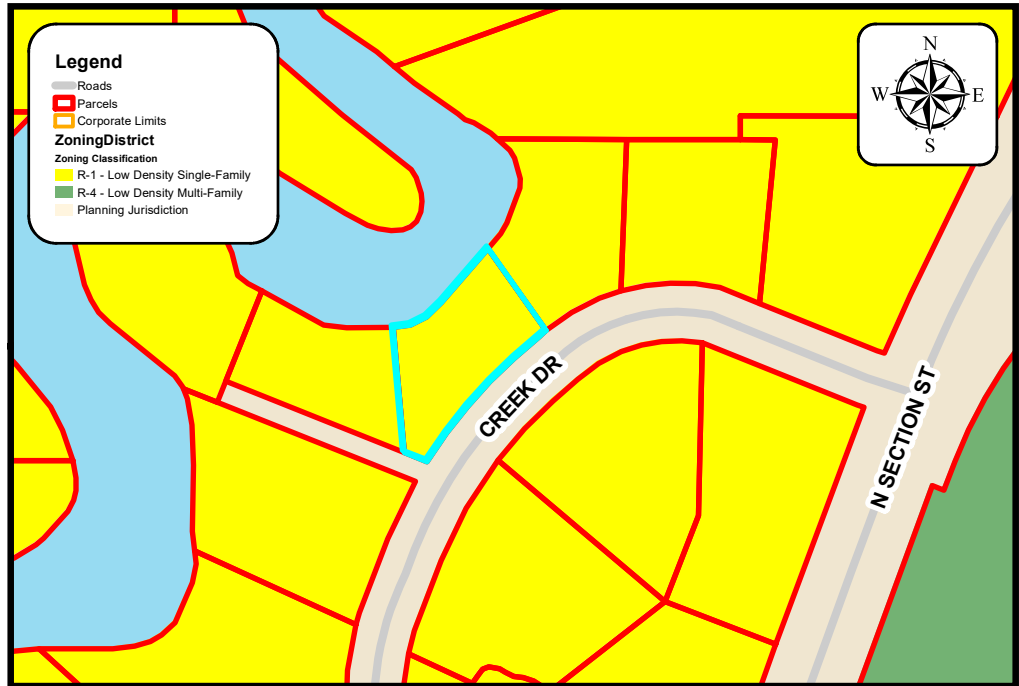 Legend
Roads
Parcels
Corporate Limits
ZoningDistrict
Zoning Classification
R-1 - Low Density Single-Family
R-4 - Low Density Multi-Family
Planning Jurisdiction
N
W E
S
CREEK DR
N SECTION ST